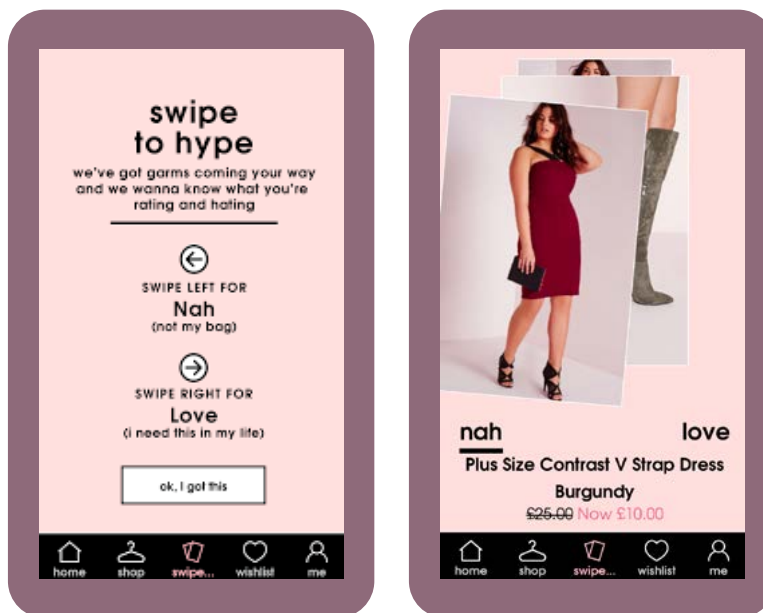 swipe
to hype
we've got garms coming your way
and we wanna know what you're
rating and hating
SWIPE LEFT FOR
Nah
(not my bag)
SWIPE RIGHT FOR
Love
(i need this in my life)
ok, I got this
home shop swipe... wishlist me
nah love
Plus Size Contrast V Strap Dress
Burgundy
£25.00 Now £10.00
home shop swipe... wishlist me